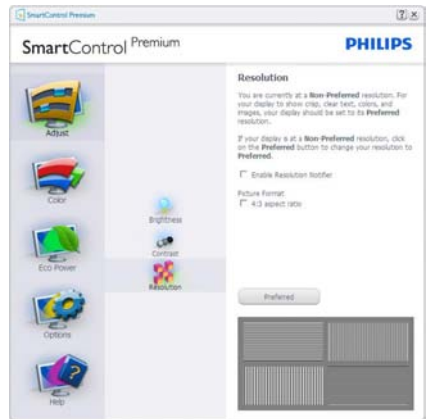 SmartControl Premium
SmartControl Premium
PHILIPS
Adjust
Color
Eco Power
Options
Help
Brightness
Contrast
Resolution
Resolution
You are currently at a Non-Preferred resolution. For
your display to show crisp, clear text, colors, and
images, your display should be set to its Preferred
resolution.
If your display is at a Non-Preferred resolution, click
on the Preferred button to change your resolution to
Preferred.
Enable Resolution Notifier
Picture Format
4:3 aspect ratio
Preferred